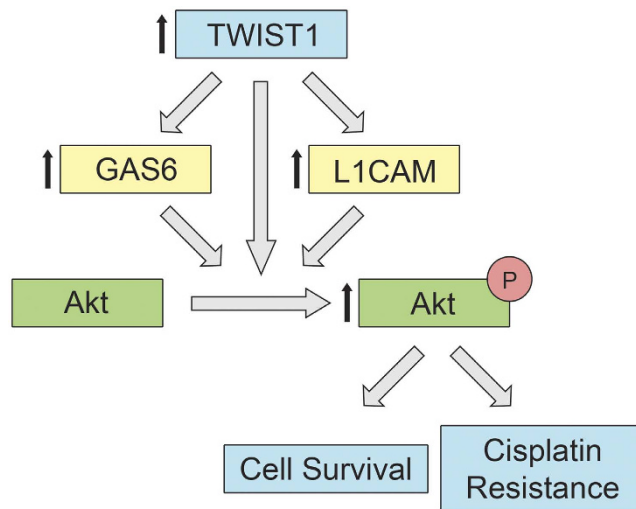 TWIST1
GAS6
L1CAM
Akt
Akt
P
Cell Survival
Cisplatin
Resistance